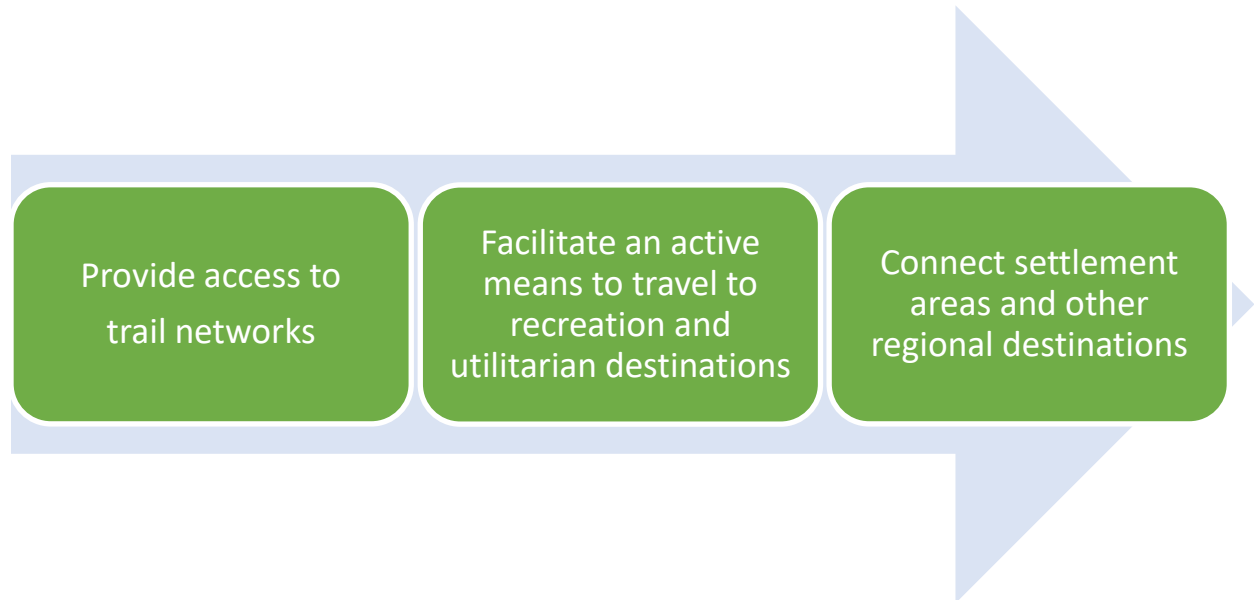 Provide access to
trail networks
Facilitate an active
means to travel to
recreation and
utilitarian destinations
Connect settlement
areas and other
regional destinations